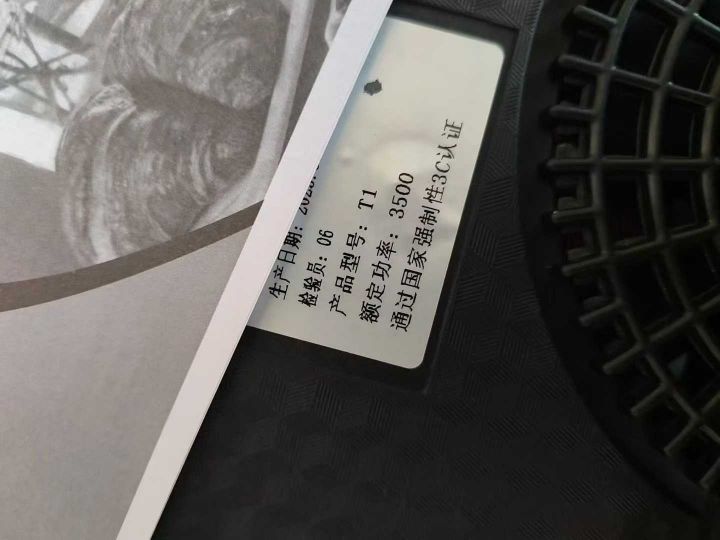 生产日期：
检验员：06
产品型号：T1
额定功率：3500
通过国家强制性3C认证